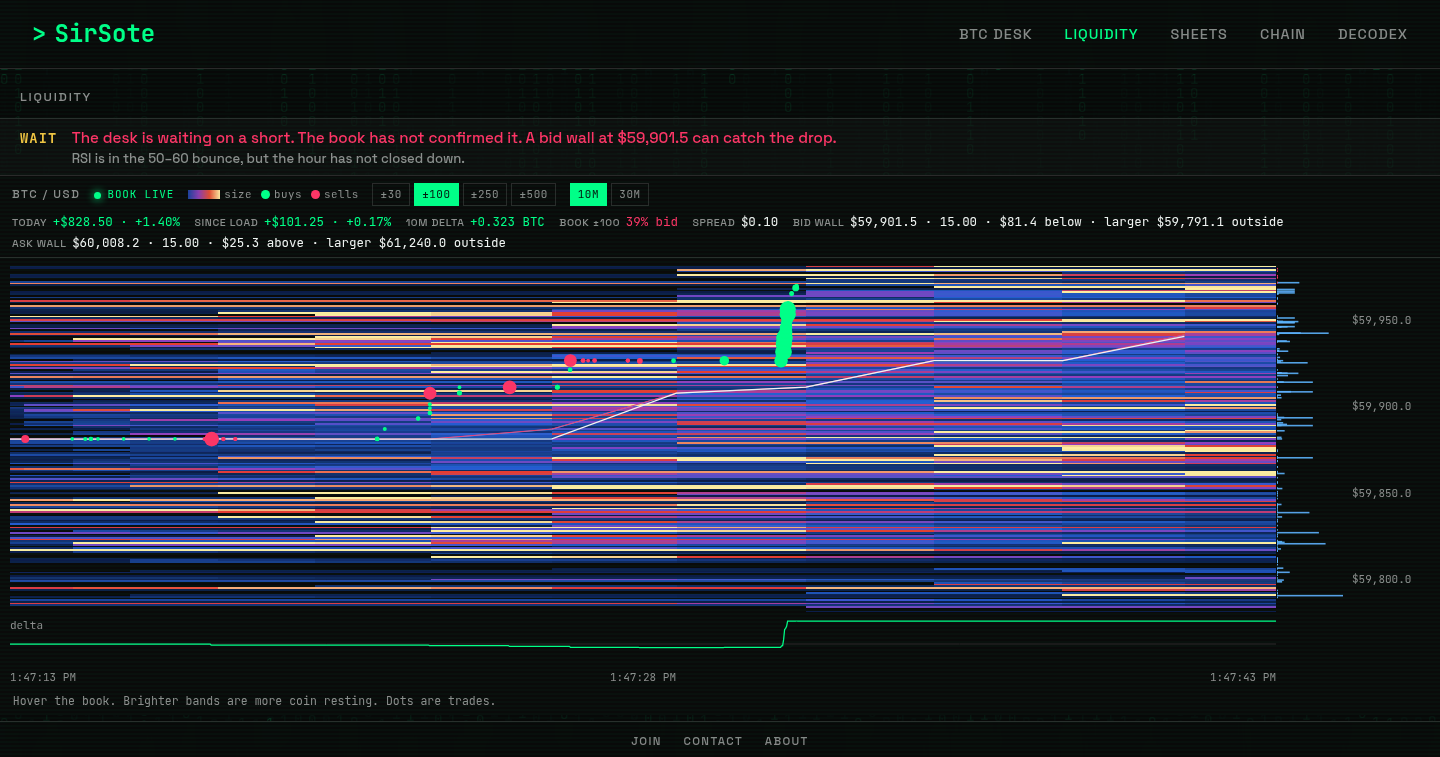 > SirSote
BTC DESK LIQUIDITY SHEETS CHAIN DECODEX
LIQUIDITY
WAIT The desk is waiting on a short. The book has not confirmed it. A bid wall at $59,901.5 can catch the drop.
RSI is in the 50–60 bounce, but the hour has not closed down.
BTC / USD BOOK LIVE size buys sells ±30 ±100 ±250 ±500 10M 30M
TODAY +$828.50 · +1.40% SINCE LOAD +$101.25 · +0.17% 10M DELTA +0.323 BTC BOOK ±100 39% bid SPREAD $0.10 BID WALL $59,901.5 · 15.00 · $81.4 below · larger $59,791.1 outside
ASK WALL $60,008.2 · 15.00 · $25.3 above · larger $61,240.0 outside
$59,950.0
$59,900.0
$59,850.0
$59,800.0
delta
1:47:13 PM 1:47:28 PM 1:47:43 PM
Hover the book. Brighter bands are more coin resting. Dots are trades.
JOIN CONTACT ABOUT